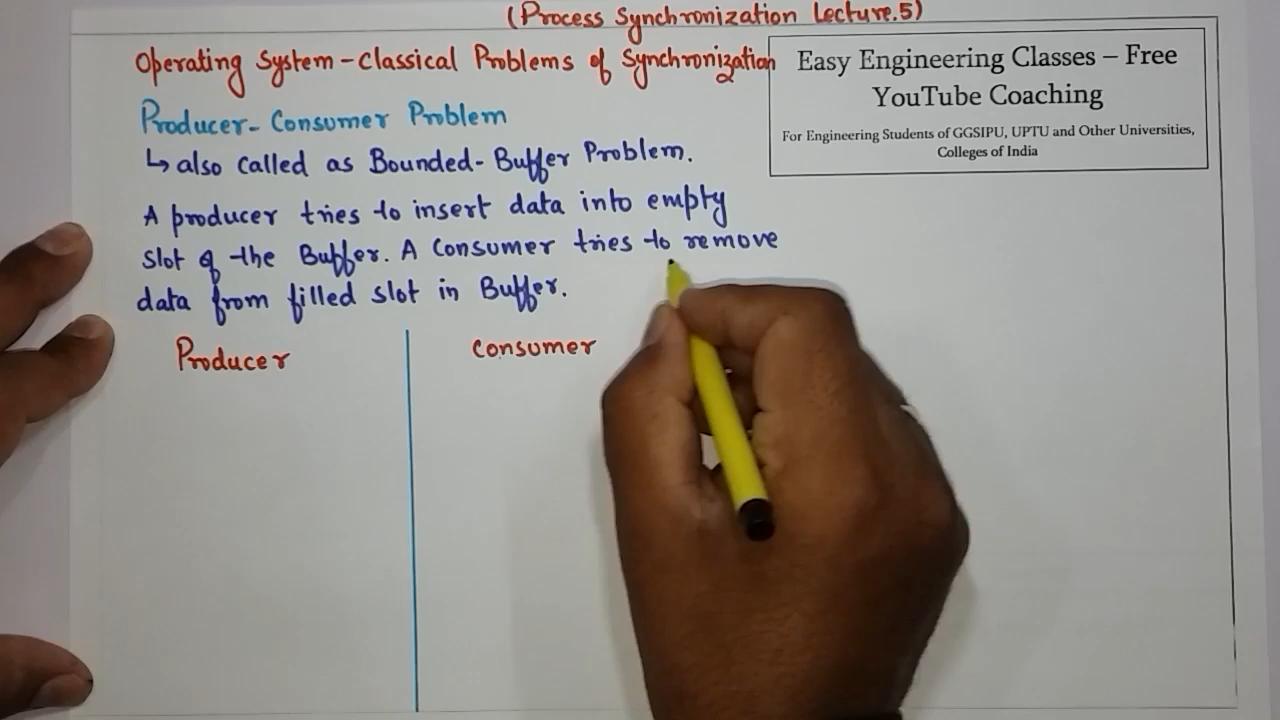 (Process Synchronization Lecture.5)
Operating System - Classical Problems of Synchronization
Easy Engineering Classes – Free
YouTube Coaching
For Engineering Students of GGSIPU, UPTU and Other Universities,
Colleges of India
Producer - Consumer Problem
↳ also called as Bounded - Buffer Problem.
A producer tries to insert data into empty
slot of the Buffer. A Consumer tries to remove
data from filled slot in Buffer.
Producer
Consumer